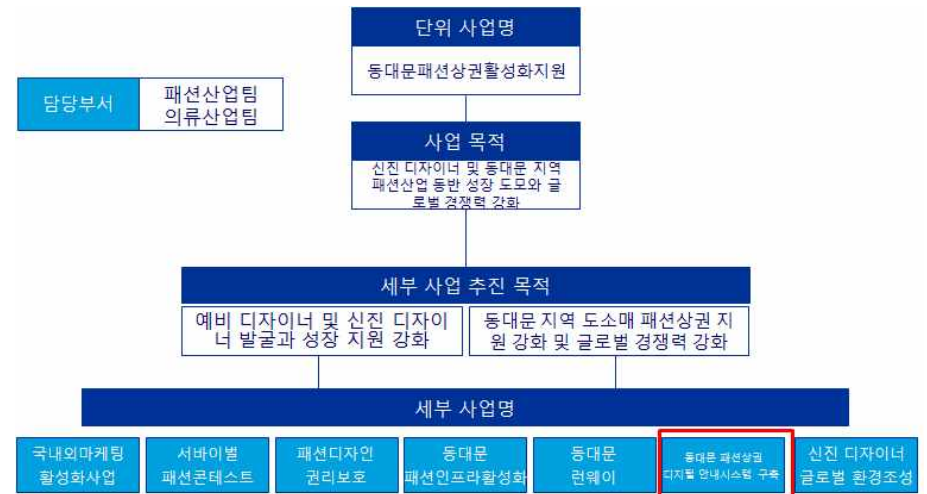 단위 사업명
동대문패션상권활성화지원
담당부서
패션산업팀
의류산업팀
사업 목적
신진 디자이너 및 동대문 지역
패션산업 동반 성장 도모와 글
로벌 경쟁력 강화
세부 사업 추진 목적
예비 디자이너 및 신진 디자이
너 발굴과 성장 지원 강화
동대문 지역 도소매 패션상권 지
원 강화 및 글로벌 경쟁력 강화
세부 사업명
국내외마케팅
활성화사업
서바이벌
패션콘테스트
패션디자인
권리보호
동대문
패션인프라활성화
동대문
런웨이
동대문 패션상권
디지털 안내시스템 구축
신진 디자이너
글로벌 환경조성